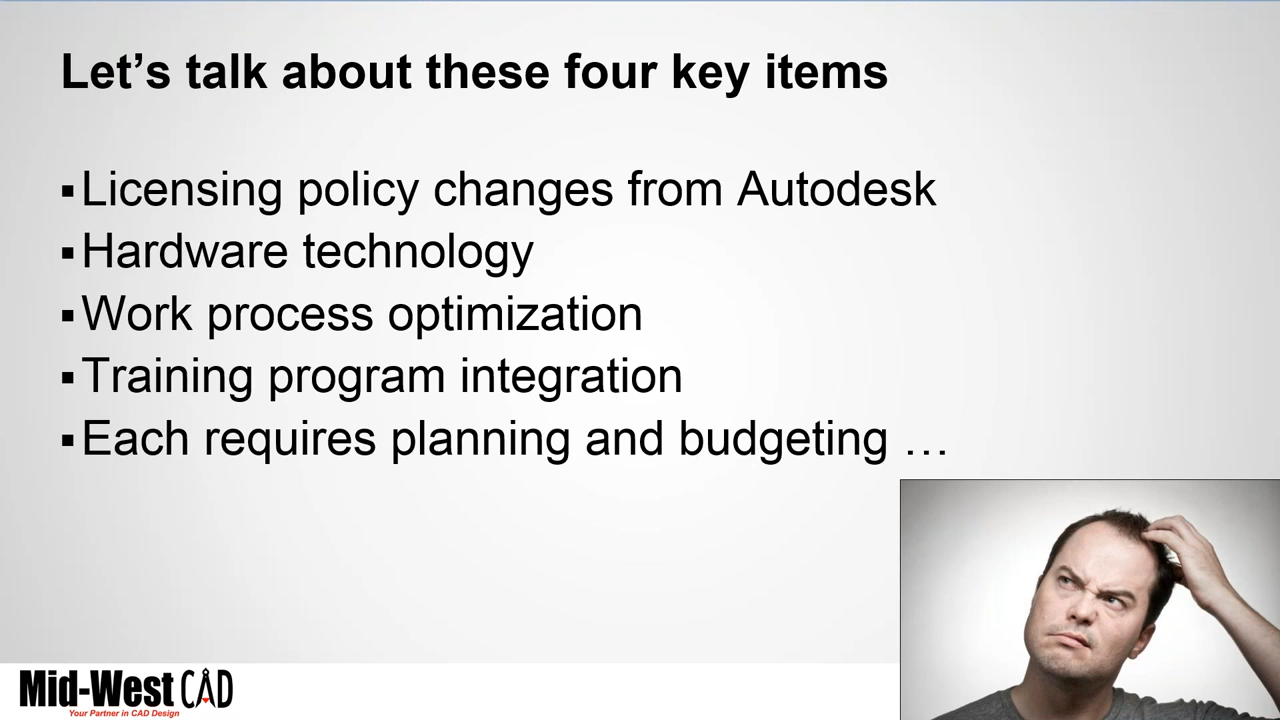 Let’s talk about these four key items
▪Licensing policy changes from Autodesk
▪Hardware technology
▪Work process optimization
▪Training program integration
▪Each requires planning and budgeting …
Mid-West CAD
Your Partner in CAD Design